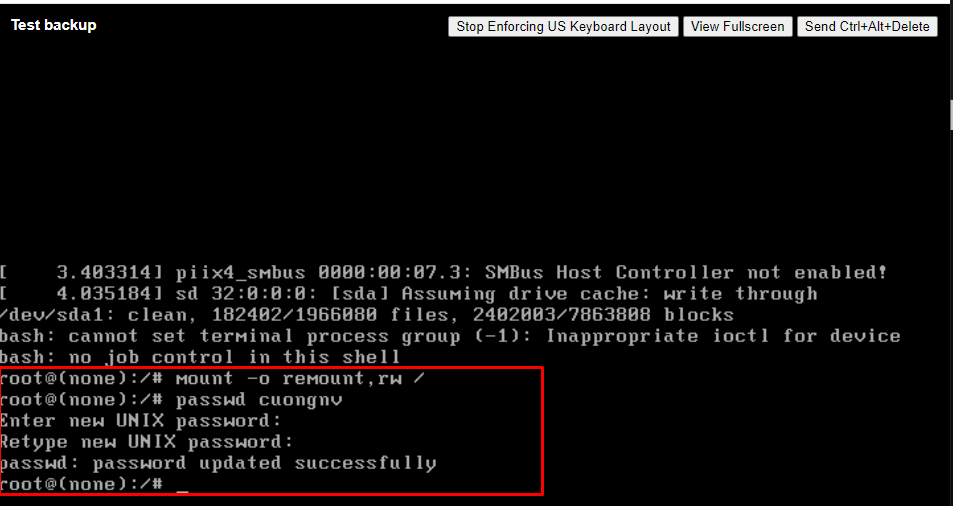 Test backup
Stop Enforcing US Keyboard Layout View Fullscreen Send Ctrl+Alt+Delete
[    3.403314] piix4_smbus 0000:00:07.3: SMBus Host Controller not enabled!
[    4.035184] sd 32:0:0:0: [sda] Assuming drive cache: write through
/dev/sda1: clean, 182402/1966080 files, 2402003/7863808 blocks
bash: cannot set terminal process group (-1): Inappropriate ioctl for device
bash: no job control in this shell
root@(none):/# mount -o remount,rw /
root@(none):/# passwd cuongnv
Enter new UNIX password:
Retype new UNIX password:
passwd: password updated successfully
root@(none):/# _